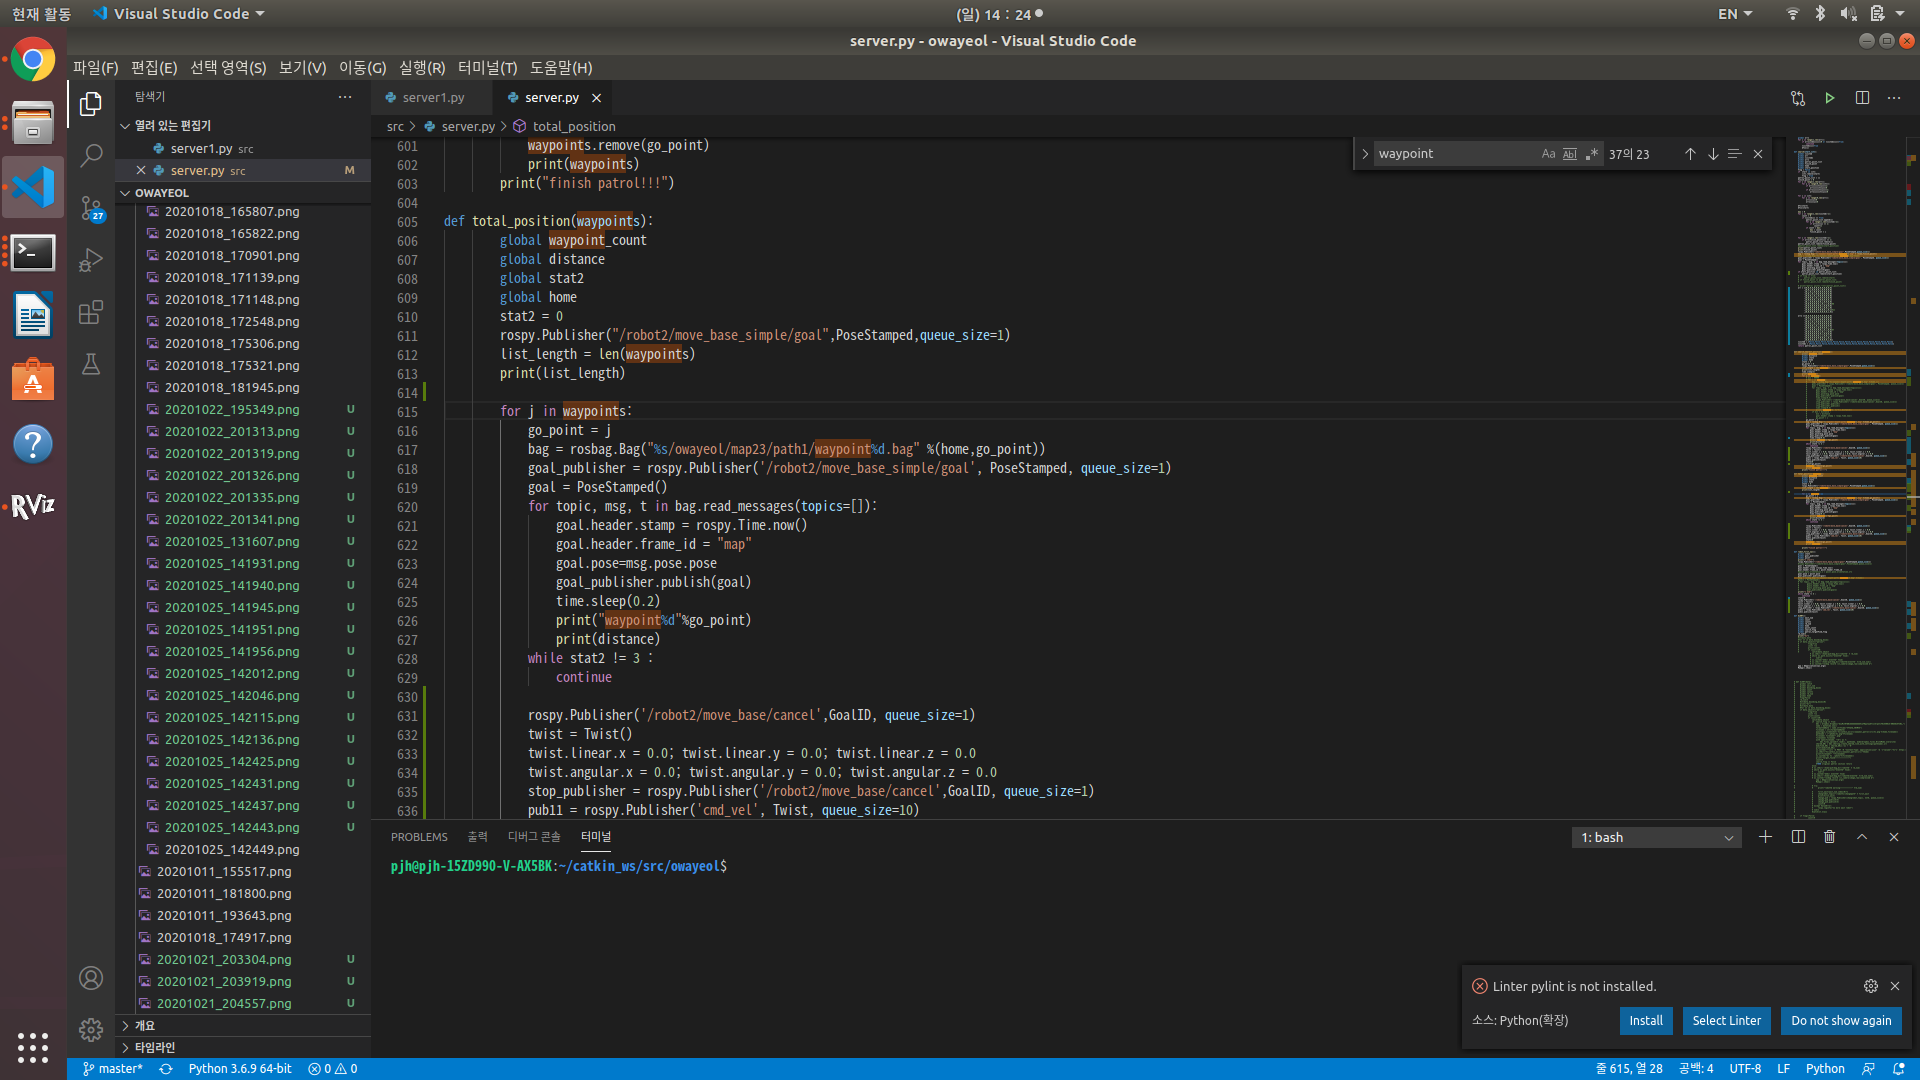 현재 활동
Visual Studio Code
(일) 14 : 24
EN
server.py - owayeol - Visual Studio Code
파일(F) 편집(E) 선택 영역(S) 보기(V) 이동(G) 실행(R) 터미널(T) 도움말(H)
탐색기
server1.py
server.py
src > server.py > total_position
열려 있는 편집기
server1.py src
server.py src M
OWAYEOL
20201018_165807.png
20201018_165822.png
20201018_170901.png
20201018_171139.png
20201018_171148.png
20201018_172548.png
20201018_175306.png
20201018_175321.png
20201018_181945.png
20201022_195349.png U
20201022_201313.png U
20201022_201319.png U
20201022_201326.png U
20201022_201335.png U
20201022_201341.png U
20201025_131607.png U
20201025_141931.png U
20201025_141940.png U
20201025_141945.png U
20201025_141951.png U
20201025_141956.png U
20201025_142012.png U
20201025_142046.png U
20201025_142115.png U
20201025_142136.png U
20201025_142425.png U
20201025_142431.png U
20201025_142437.png U
20201025_142443.png U
20201025_142449.png
20201011_155517.png
20201011_181800.png
20201011_193643.png
20201018_174917.png
20201021_203304.png U
20201021_203919.png U
20201021_204557.png U
개요
타임라인
27
RViz
waypoint
Aa Abl .* 37의 23
601 waypoints.remove(go_point)
602 print(waypoints)
603 print("finish patrol!!!")
604
605 def total_position(waypoints):
606 global waypoint_count
607 global distance
608 global stat2
609 global home
610 stat2 = 0
611 rospy.Publisher("/robot2/move_base_simple/goal",PoseStamped,queue_size=1)
612 list_length = len(waypoints)
613 print(list_length)
614
615 for j in waypoints:
616 go_point = j
617 bag = rosbag.Bag("%s/owayeol/map23/path1/waypoint%d.bag" %(home,go_point))
618 goal_publisher = rospy.Publisher('/robot2/move_base_simple/goal', PoseStamped, queue_size=1)
619 goal = PoseStamped()
620 for topic, msg, t in bag.read_messages(topics=[]):
621 goal.header.stamp = rospy.Time.now()
622 goal.header.frame_id = "map"
623 goal.pose=msg.pose.pose
624 goal_publisher.publish(goal)
625 time.sleep(0.2)
626 print("waypoint%d"%go_point)
627 print(distance)
628 while stat2 != 3 :
629 continue
630
631 rospy.Publisher('/robot2/move_base/cancel',GoalID, queue_size=1)
632 twist = Twist()
633 twist.linear.x = 0.0; twist.linear.y = 0.0; twist.linear.z = 0.0
634 twist.angular.x = 0.0; twist.angular.y = 0.0; twist.angular.z = 0.0
635 stop_publisher = rospy.Publisher('/robot2/move_base/cancel',GoalID, queue_size=1)
636 pub11 = rospy.Publisher('cmd_vel', Twist, queue_size=10)
PROBLEMS 출력 디버그 콘솔 터미널
1: bash
pjh@pjh-15ZD990-V-AX5BK:~/catkin_ws/src/owayeol$
Linter pylint is not installed.
소스: Python(확장)
Install Select Linter Do not show again
master* Python 3.6.9 64-bit 0 0
줄 615, 열 28 공백: 4 UTF-8 LF Python